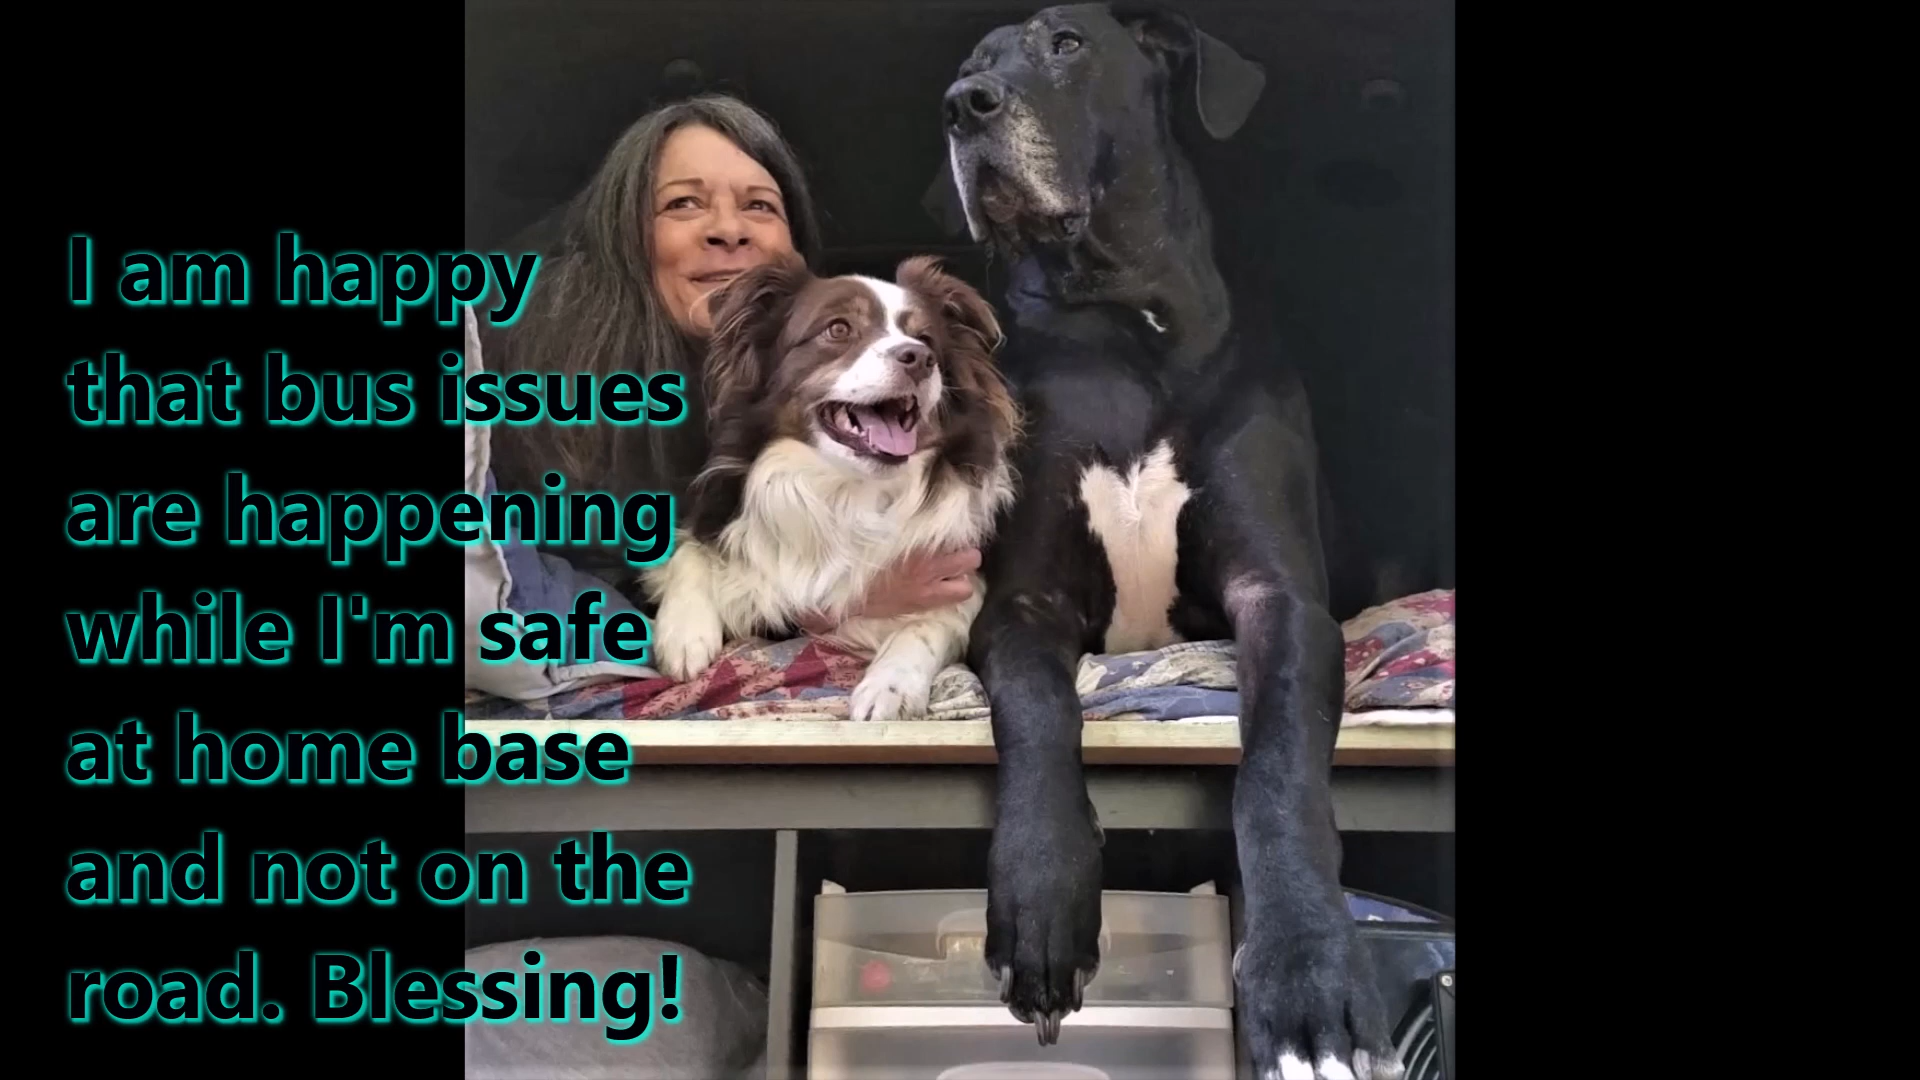 I am happy
that bus issues
are happening
while I'm safe
at home base
and not on the
road. Blessing!